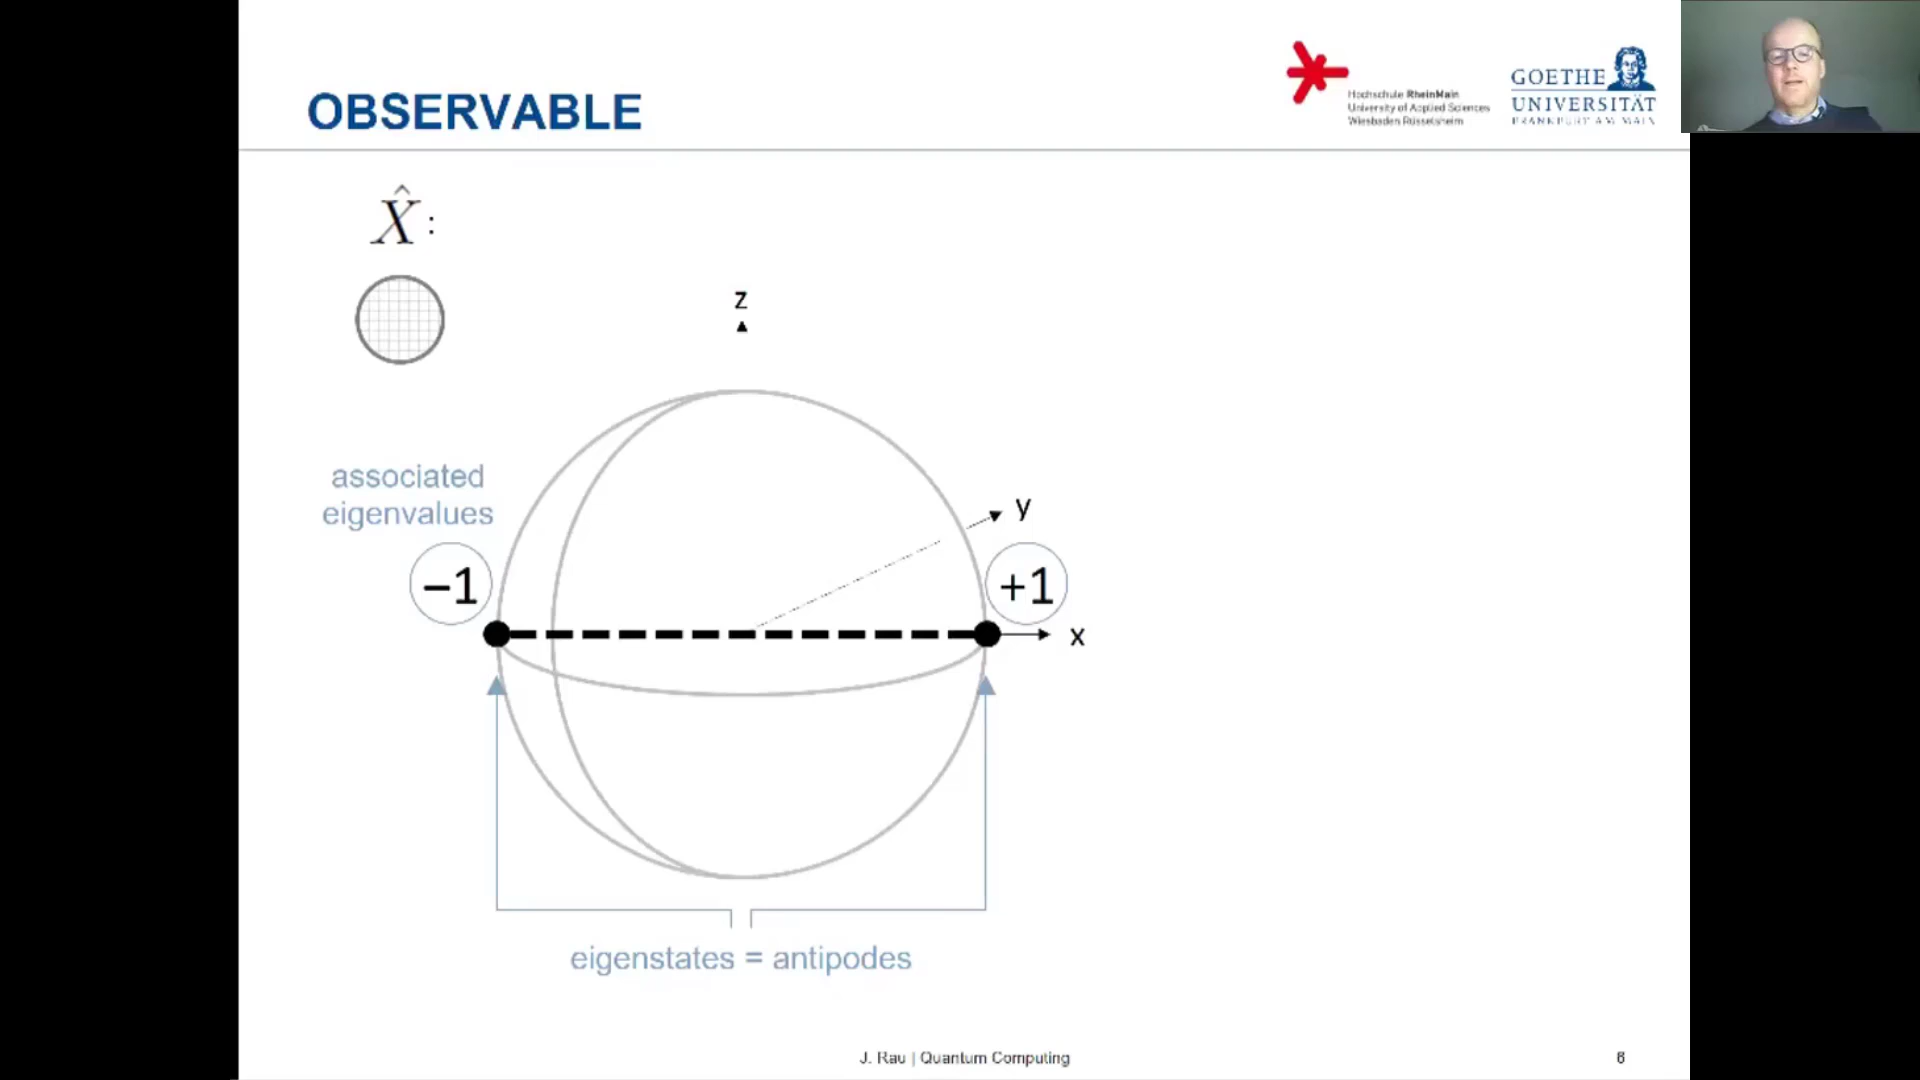 OBSERVABLE
Hochschule RheinMain
University of Applied Sciences
Wiesbaden Rüsselsheim
GOETHE
UNIVERSITÄT
FRANKFURT AM MAIN
X̂ :
z
associated
eigenvalues
y
−1
+1
x
eigenstates = antipodes
J. Rau | Quantum Computing
6